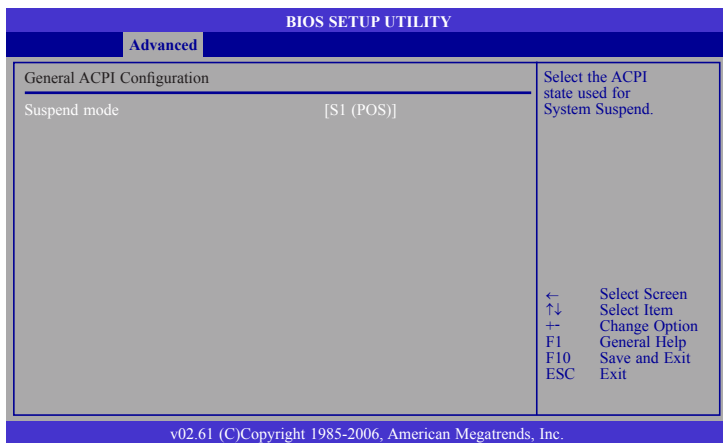 BIOS SETUP UTILITY
Advanced
General ACPI Configuration
Suspend mode [S1 (POS)]
Select the ACPI
state used for
System Suspend.
← Select Screen
↑↓ Select Item
+- Change Option
F1 General Help
F10 Save and Exit
ESC Exit
v02.61 (C)Copyright 1985-2006, American Megatrends, Inc.